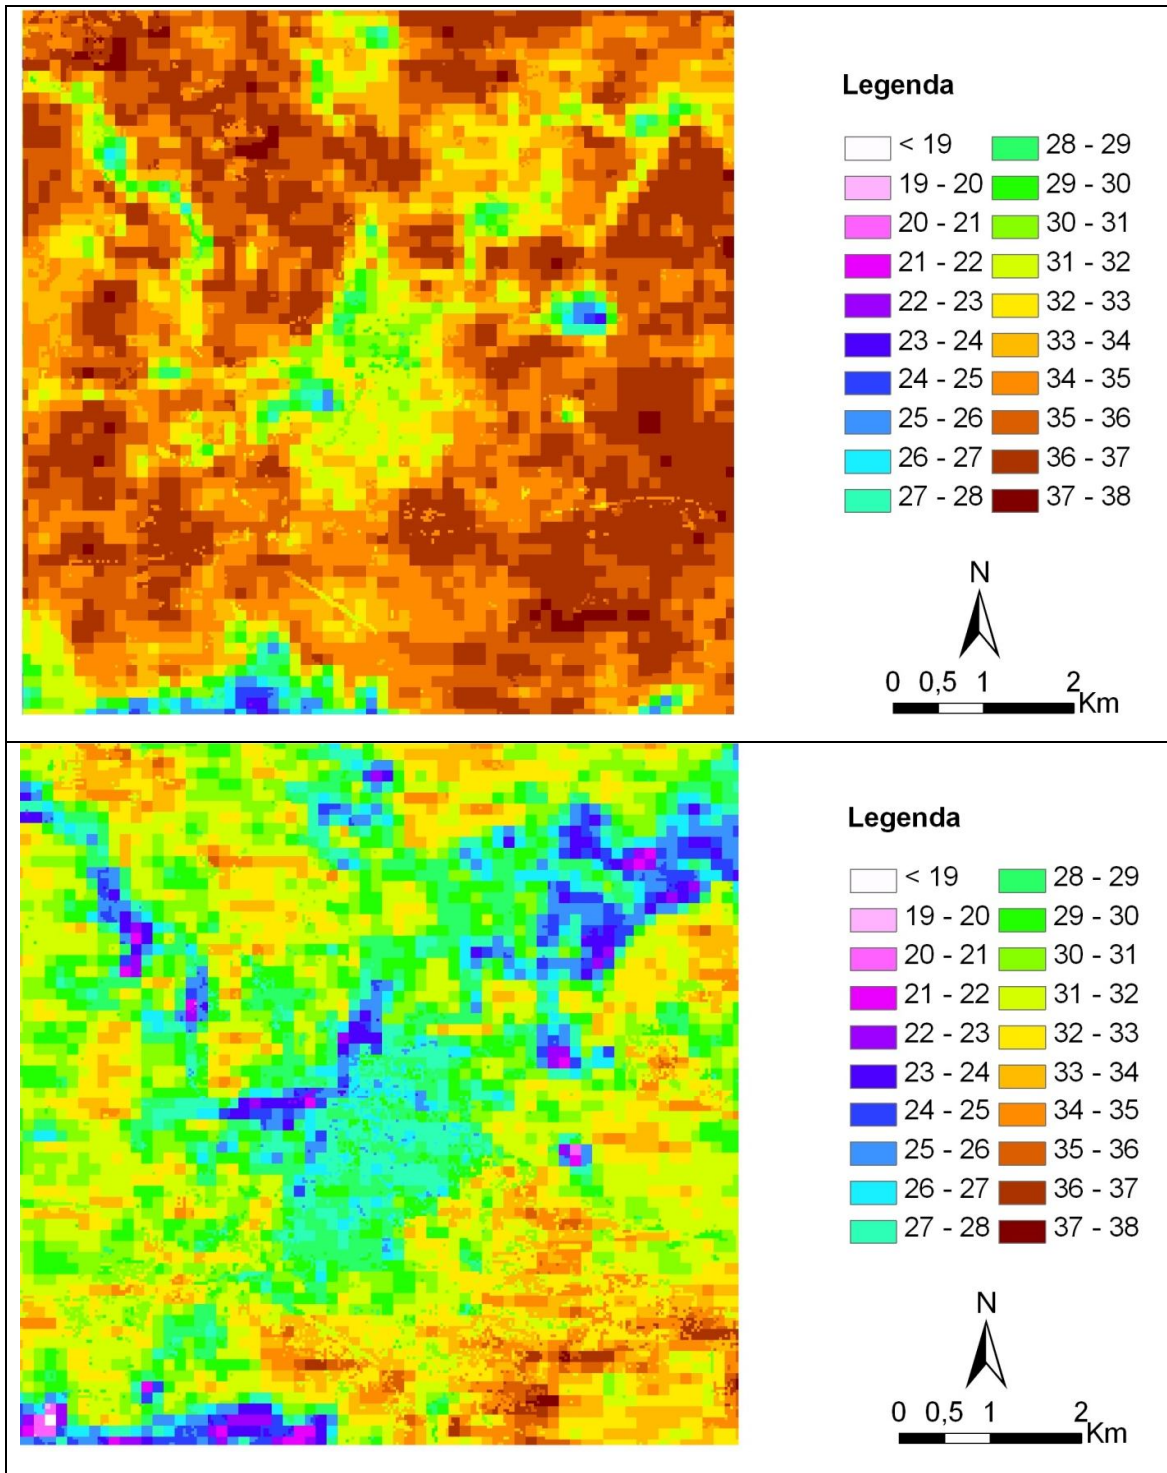 Legenda
< 19 28 - 29
19 - 20 29 - 30
20 - 21 30 - 31
21 - 22 31 - 32
22 - 23 32 - 33
23 - 24 33 - 34
24 - 25 34 - 35
25 - 26 35 - 36
26 - 27 36 - 37
27 - 28 37 - 38
N
0 0,5 1 2
Km
Legenda
< 19 28 - 29
19 - 20 29 - 30
20 - 21 30 - 31
21 - 22 31 - 32
22 - 23 32 - 33
23 - 24 33 - 34
24 - 25 34 - 35
25 - 26 35 - 36
26 - 27 36 - 37
27 - 28 37 - 38
N
0 0,5 1 2
Km